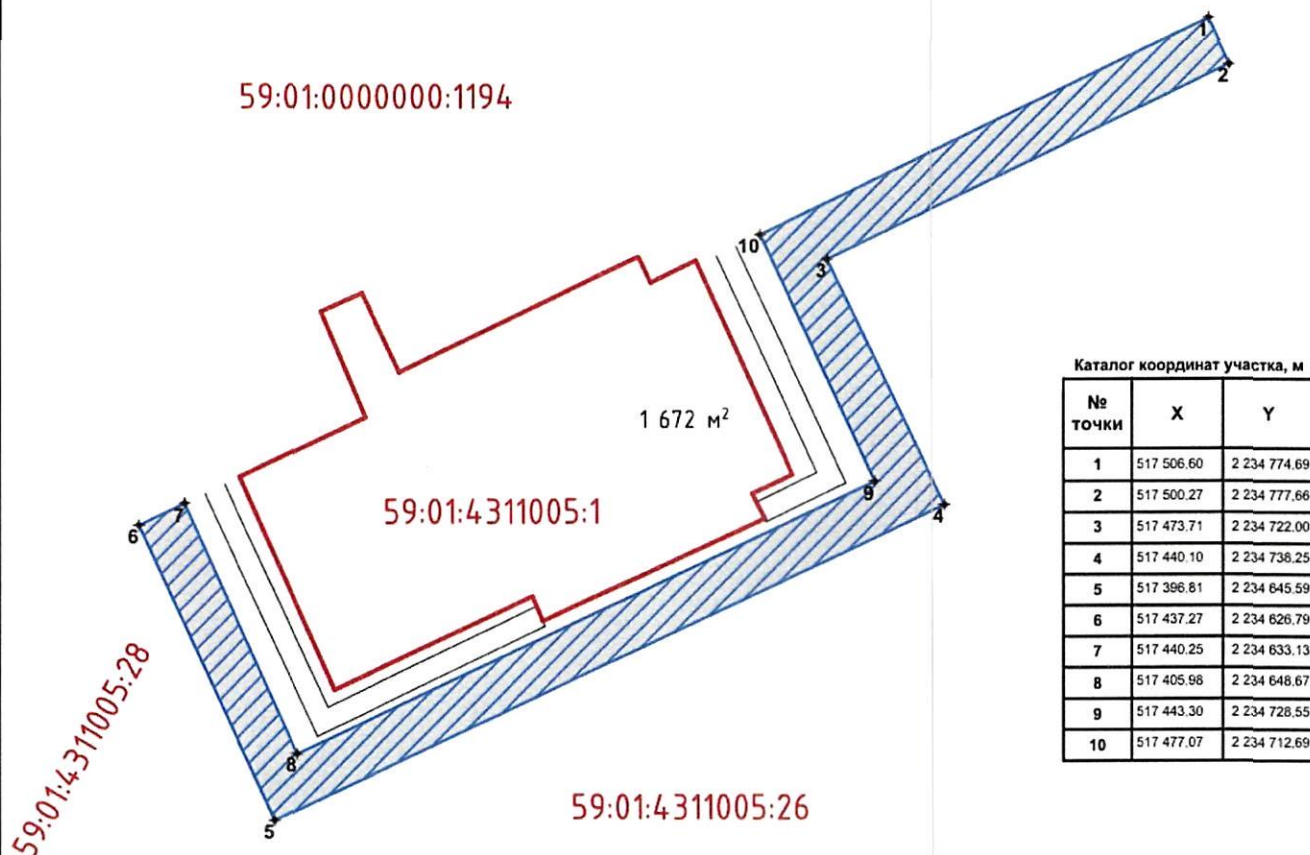 59:01:0000000:1194
1
2
10
3
1 672 м²
59:01:4311005:1
9
4
7
6
8
5
59:01:4311005:28
59:01:4311005:26
Каталог координат участка, м
№ точки X Y
1 517 506.60 2 234 774.69
2 517 500.27 2 234 777.66
3 517 473.71 2 234 722.00
4 517 440.10 2 234 738.25
5 517 396.81 2 234 645.59
6 517 437.27 2 234 626.79
7 517 440.25 2 234 633.13
8 517 405.98 2 234 648.67
9 517 443.30 2 234 728.55
10 517 477.07 2 234 712.69